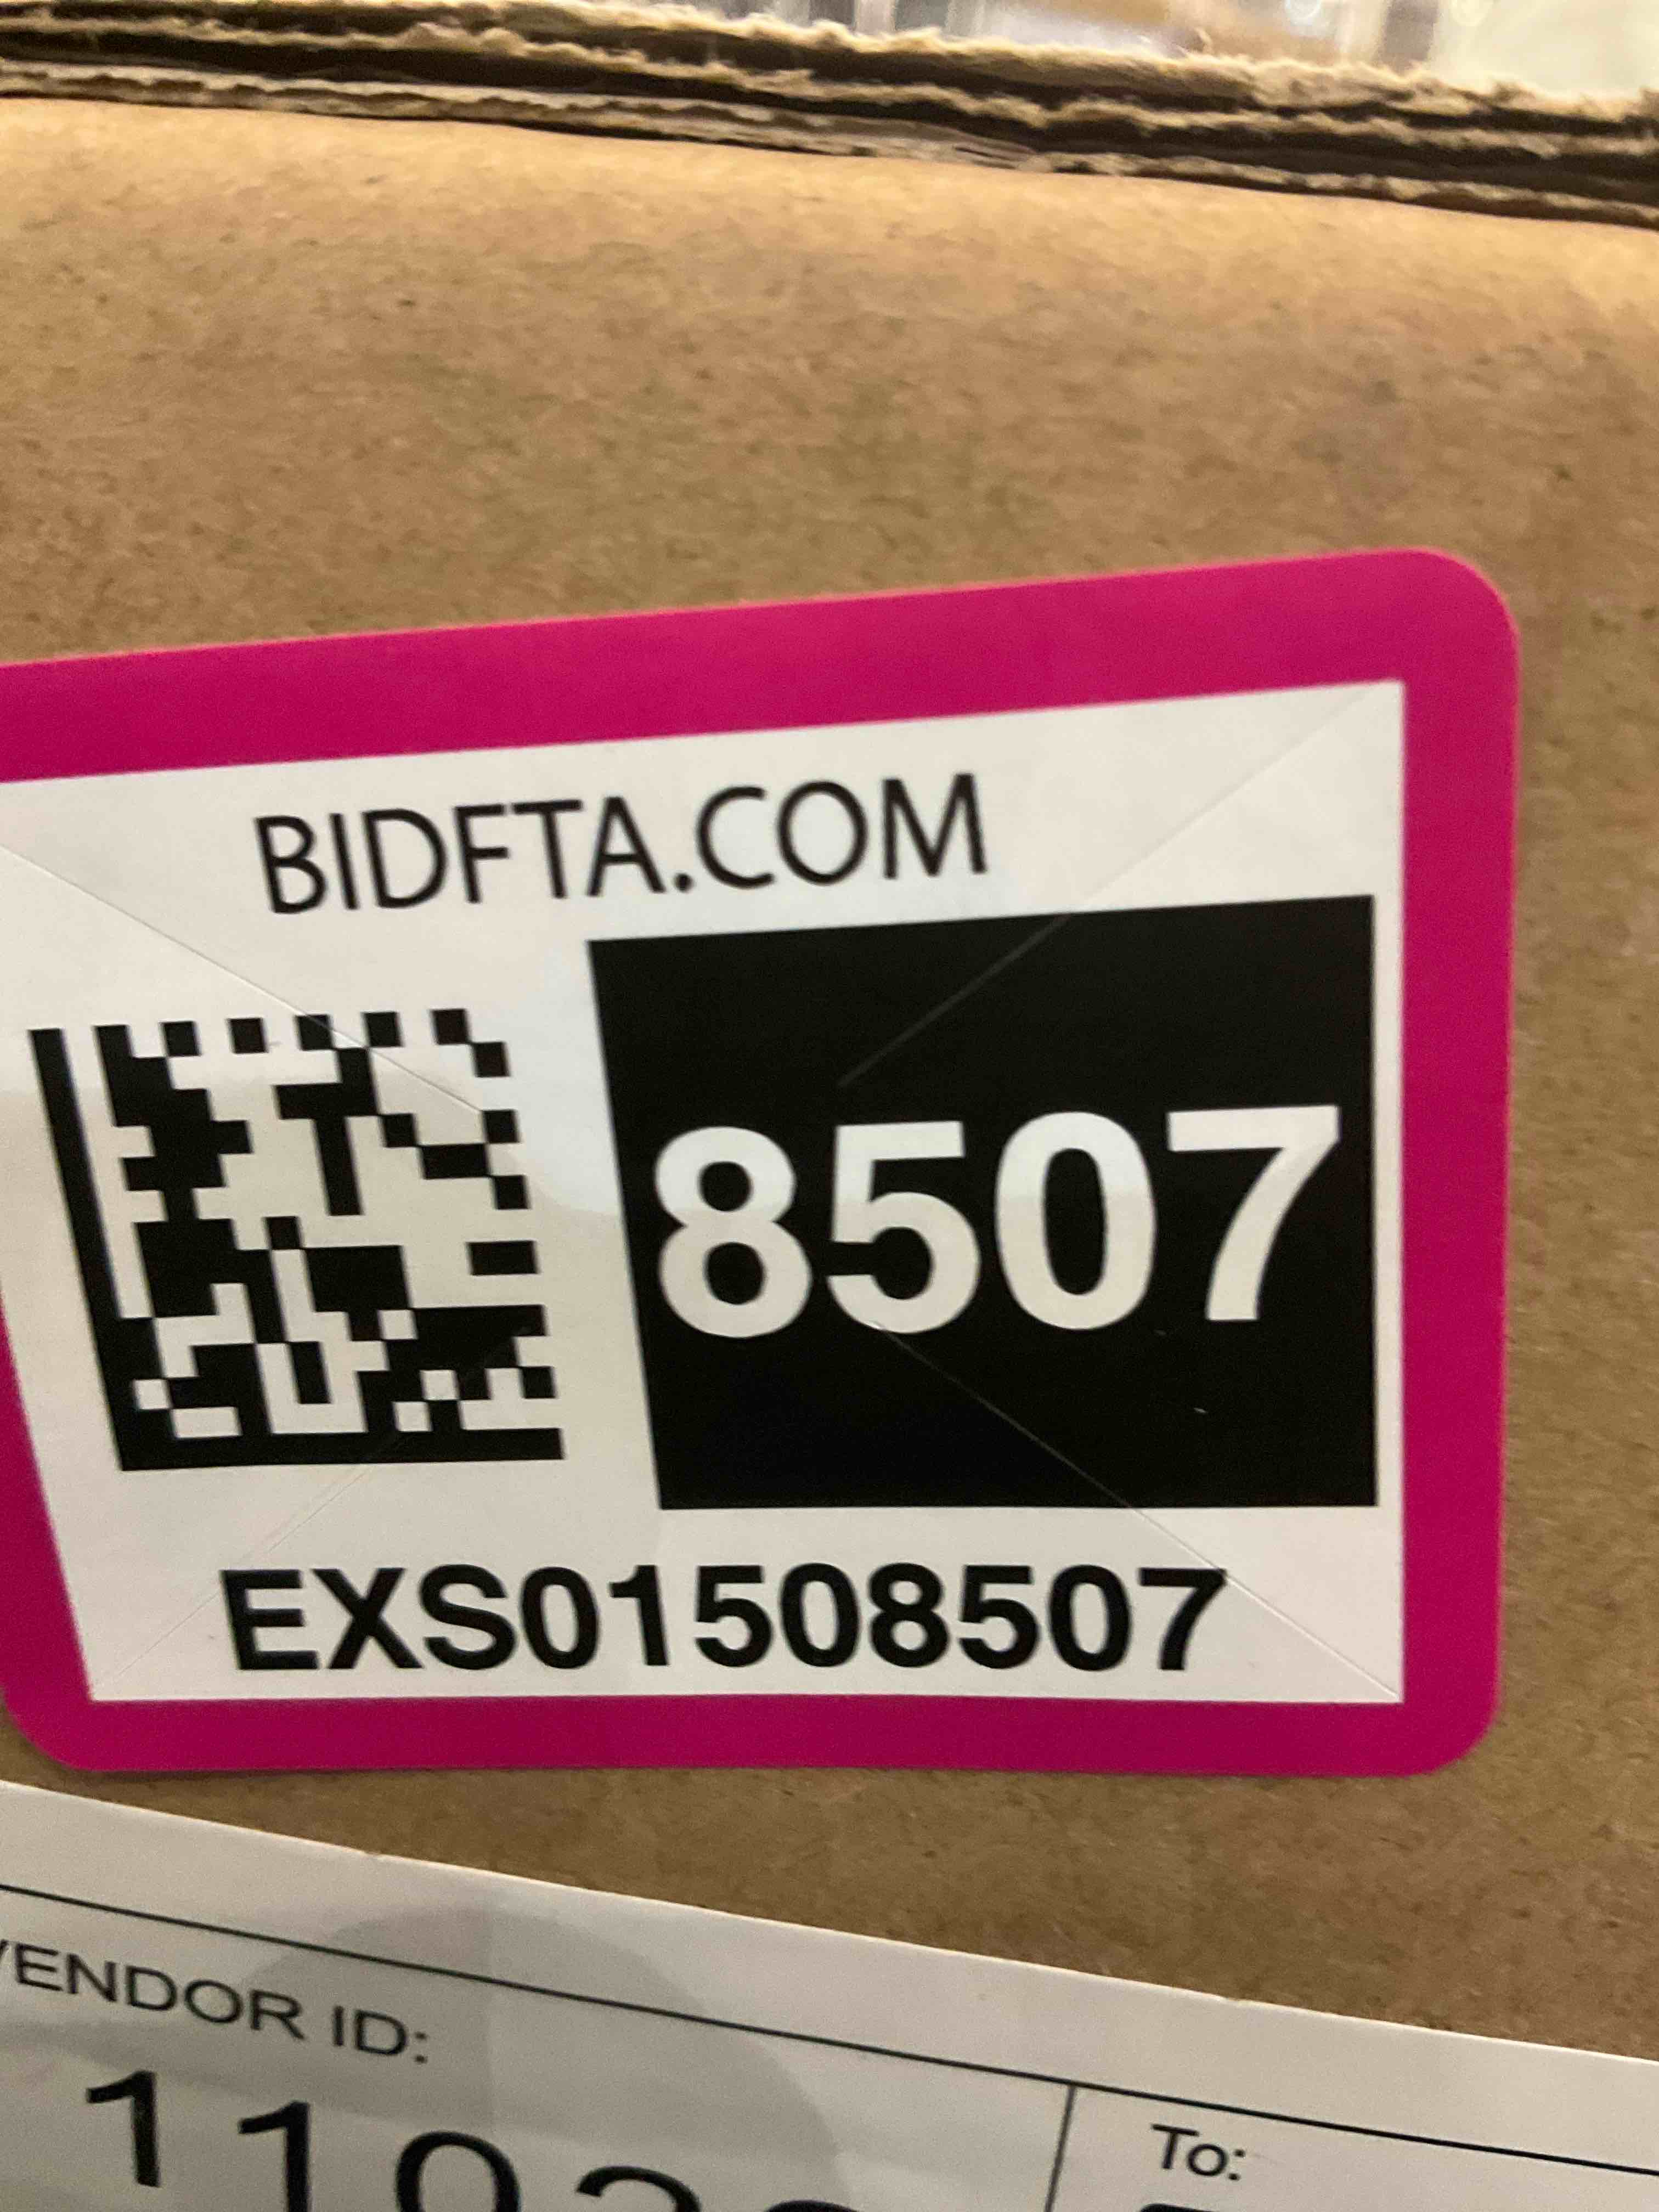 BIDFTA.COM
8507
EXS01508507
VENDOR ID:
To: